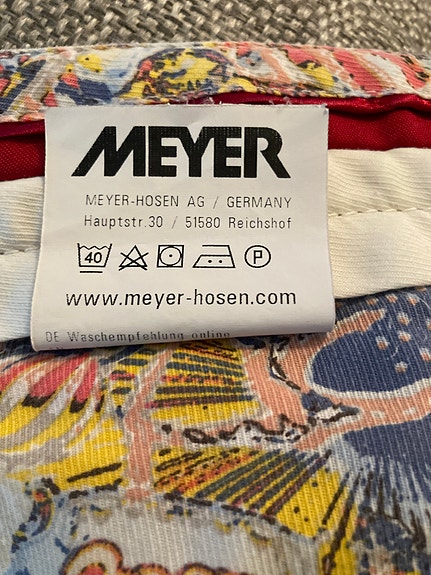 MEYER
MEYER-HOSEN AG / GERMANY
Hauptstr.30 / 51580 Reichshof
40 P
www.meyer-hosen.com
DE Waschempfehlung online